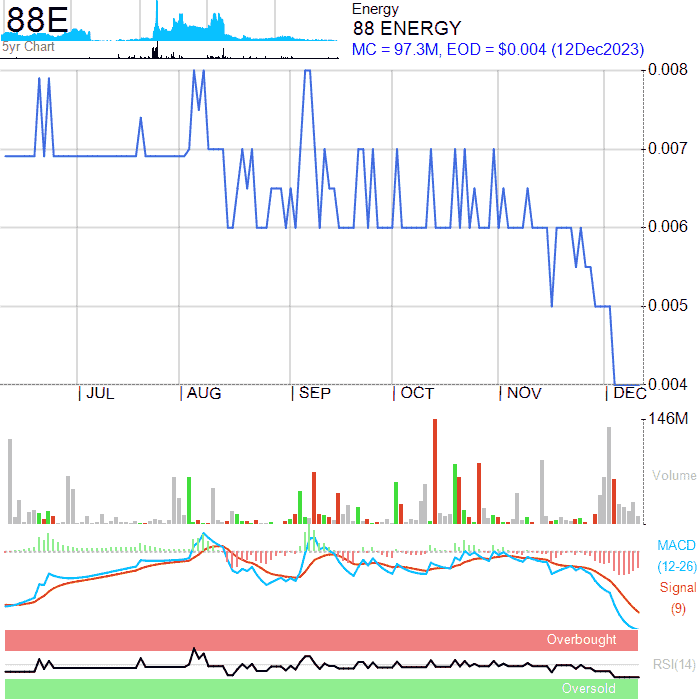 88E
5yr Chart
Energy
88 ENERGY
MC = 97.3M, EOD = $0.004 (12Dec2023)
0.008
0.007
0.006
0.005
0.004
JUL AUG SEP OCT NOV DEC
146M
Volume
MACD
(12-26)
Signal
(9)
Overbought
RSI(14)
Oversold